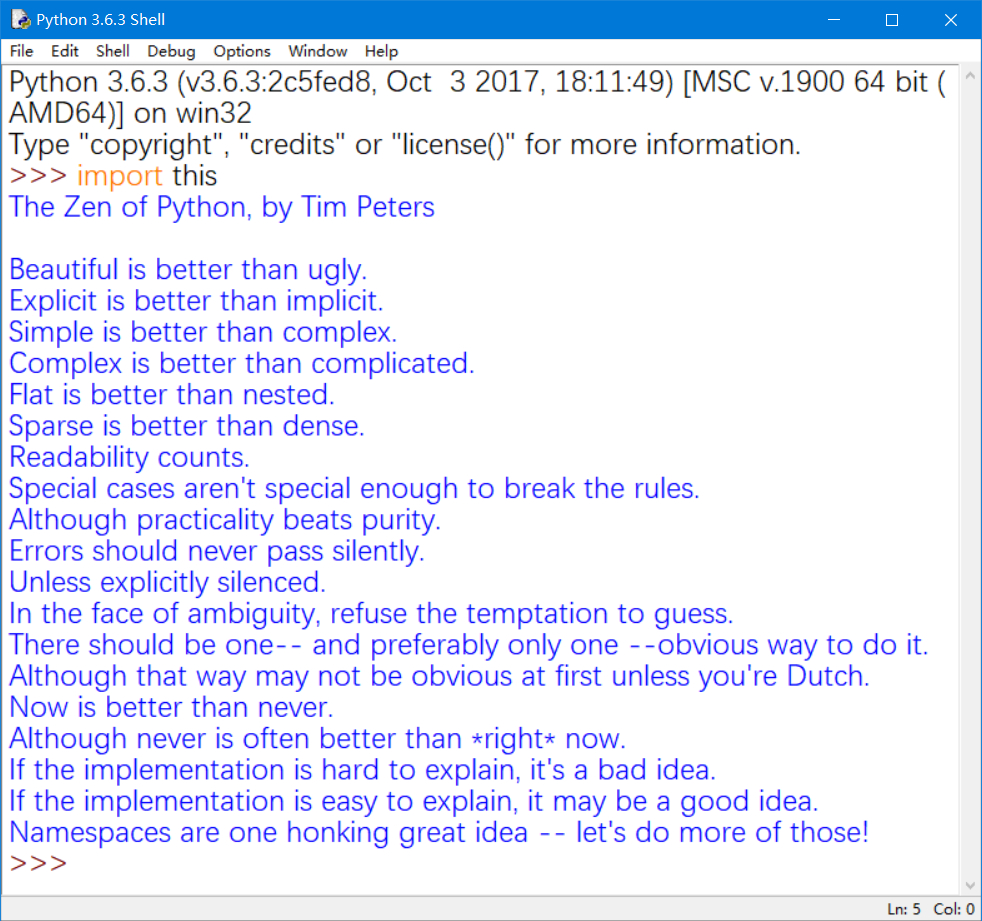 Python 3.6.3 Shell
File Edit Shell Debug Options Window Help
Python 3.6.3 (v3.6.3:2c5fed8, Oct  3 2017, 18:11:49) [MSC v.1900 64 bit (
AMD64)] on win32
Type "copyright", "credits" or "license()" for more information.
>>> import this
The Zen of Python, by Tim Peters

Beautiful is better than ugly.
Explicit is better than implicit.
Simple is better than complex.
Complex is better than complicated.
Flat is better than nested.
Sparse is better than dense.
Readability counts.
Special cases aren't special enough to break the rules.
Although practicality beats purity.
Errors should never pass silently.
Unless explicitly silenced.
In the face of ambiguity, refuse the temptation to guess.
There should be one-- and preferably only one --obvious way to do it.
Although that way may not be obvious at first unless you're Dutch.
Now is better than never.
Although never is often better than *right* now.
If the implementation is hard to explain, it's a bad idea.
If the implementation is easy to explain, it may be a good idea.
Namespaces are one honking great idea -- let's do more of those!
>>>
Ln: 5 Col: 0